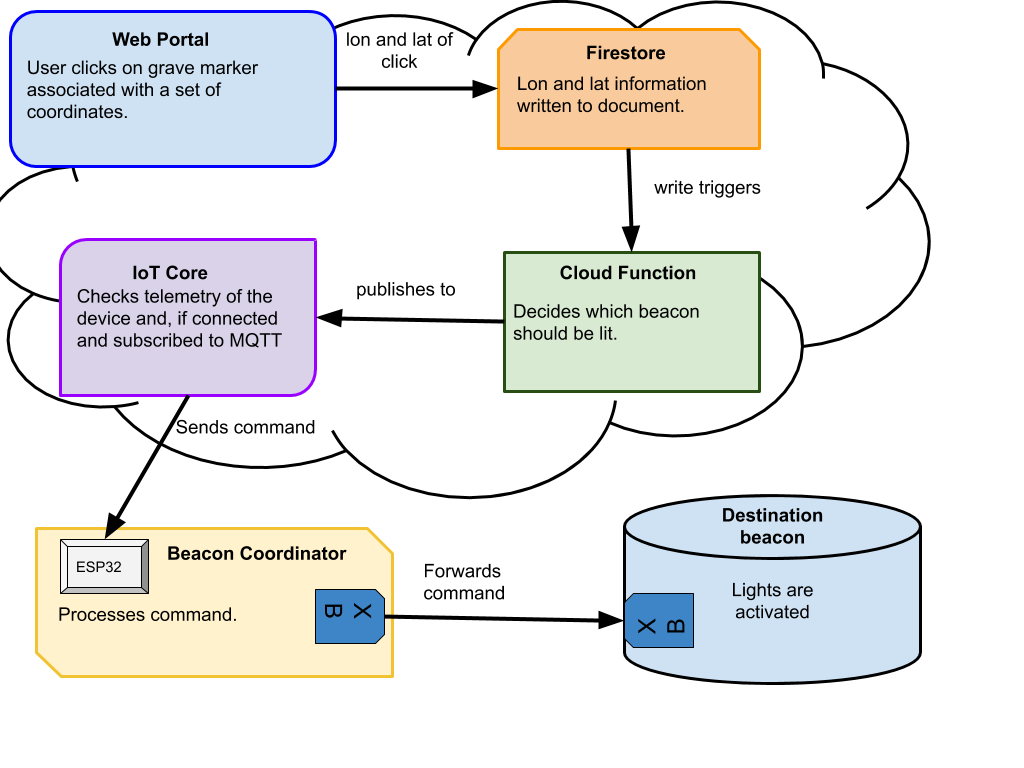 Web Portal
User clicks on grave marker
associated with a set of
coordinates.
lon and lat of
click
Firestore
Lon and lat information
written to document.
write triggers
Cloud Function
Decides which beacon
should be lit.
publishes to
IoT Core
Checks telemetry of the
device and, if connected
and subscribed to MQTT
Sends command
Beacon Coordinator
ESP32
Processes command.
X B
Forwards
command
Destination
beacon
Lights are
activated
X B